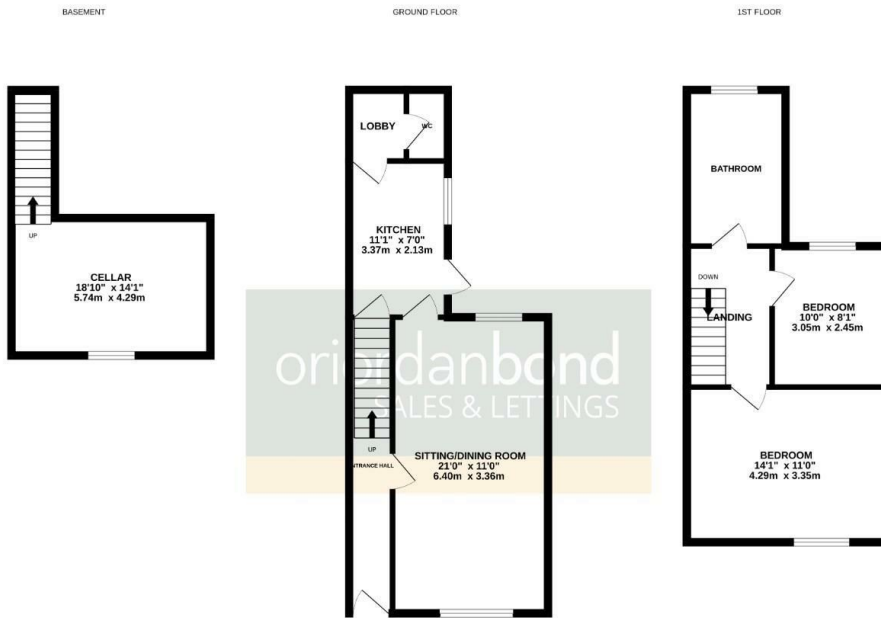 BASEMENT
GROUND FLOOR
1ST FLOOR
UP
CELLAR
18'10" x 14'1"
5.74m x 4.29m
LOBBY
WC
KITCHEN
11'1" x 7'0"
3.37m x 2.13m
oriordanbond
SALES & LETTINGS
UP
NTRANCE HALL
SITTING/DINING ROOM
21'0" x 11'0"
6.40m x 3.36m
BATHROOM
DOWN
LANDING
BEDROOM
10'0" x 8'1"
3.05m x 2.45m
BEDROOM
14'1" x 11'0"
4.29m x 3.35m